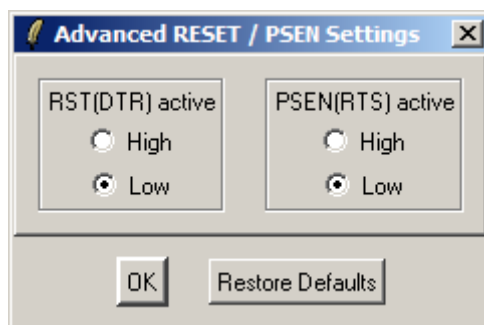 Advanced RESET / PSEN Settings
RST(DTR) active
PSEN(RTS) active
High
High
Low
Low
OK
Restore Defaults